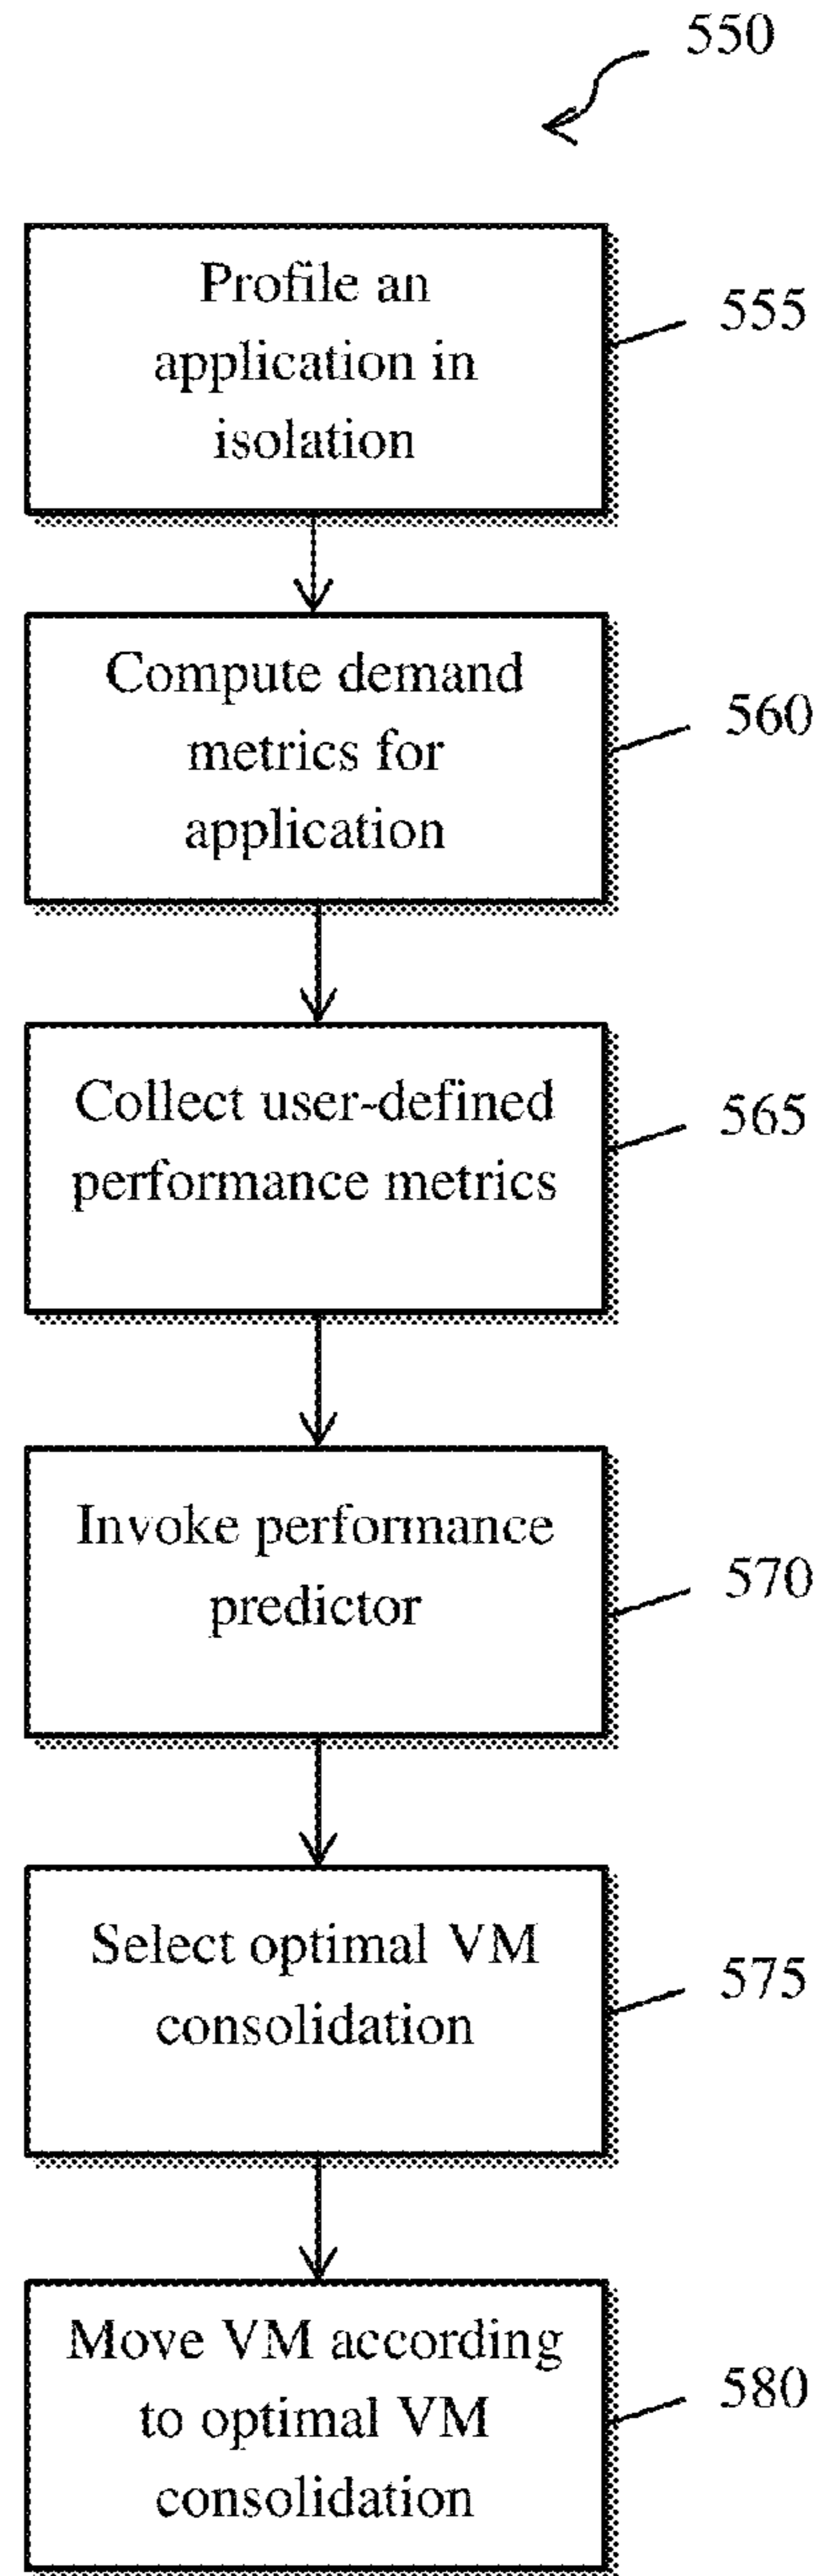 550
Profile an
application in
isolation
555
Compute demand
metrics for
application
560
Collect user-defined
performance metrics
565
Invoke performance
predictor
570
Select optimal VM
consolidation
575
Move VM according
to optimal VM
consolidation
580